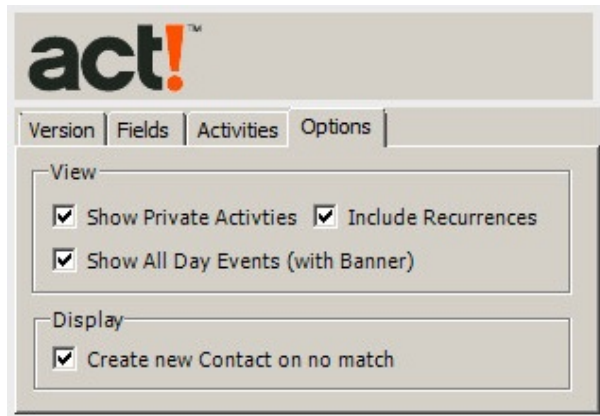 act!™
Version Fields Activities Options
View
Show Private Activties Include Recurrences
Show All Day Events (with Banner)
Display
Create new Contact on no match